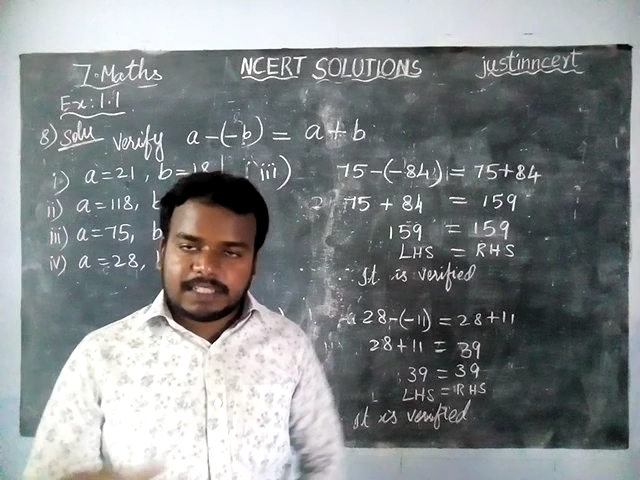 7. Maths
NCERT SOLUTIONS
justinncert
Ex: 1.1
8) Solu verify a-(-b) = a+b
i) a=21, b=18
ii) a=118, b
iii) a=75, b
iv) a=28,
iii) 75-(-84) = 75+84
75 + 84 = 159
159 = 159
LHS = RHS
It is verified
28-(-11) = 28+11
28+11 = 39
39 = 39
LHS = RHS
It is verified